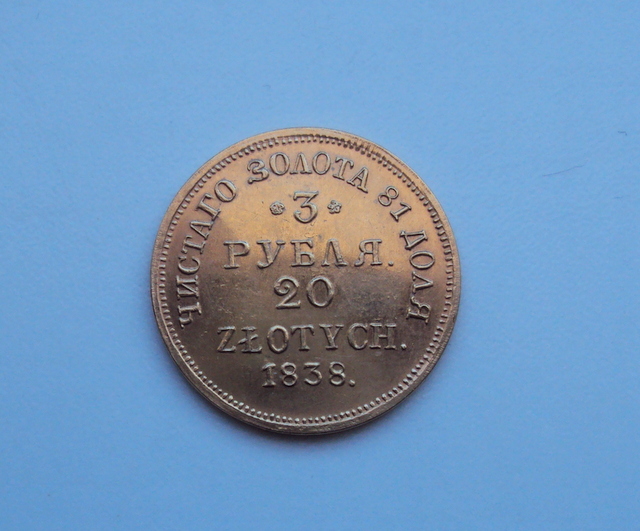 ЧИСТАГО ЗОЛОТА 81 ДОЛЯ
3
РУБЛЯ.
20
ZŁOTYCH.
1838.